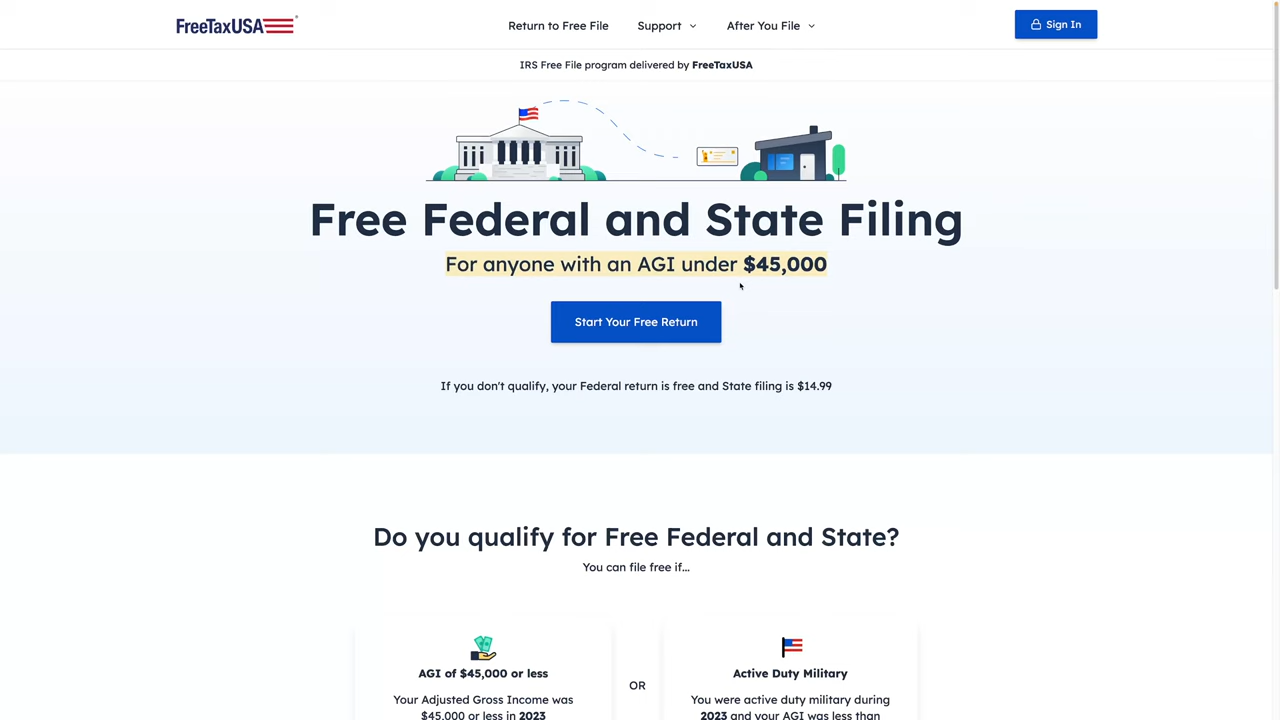 FreeTaxUSA®
Return to Free File
Support
After You File
Sign In
IRS Free File program delivered by FreeTaxUSA
Free Federal and State Filing
For anyone with an AGI under $45,000
Start Your Free Return
If you don't qualify, your Federal return is free and State filing is $14.99
Do you qualify for Free Federal and State?
You can file free if...
AGI of $45,000 or less
Your Adjusted Gross Income was
$45,000 or less in 2023
OR
Active Duty Military
You were active duty military during
2023 and your AGI was less than